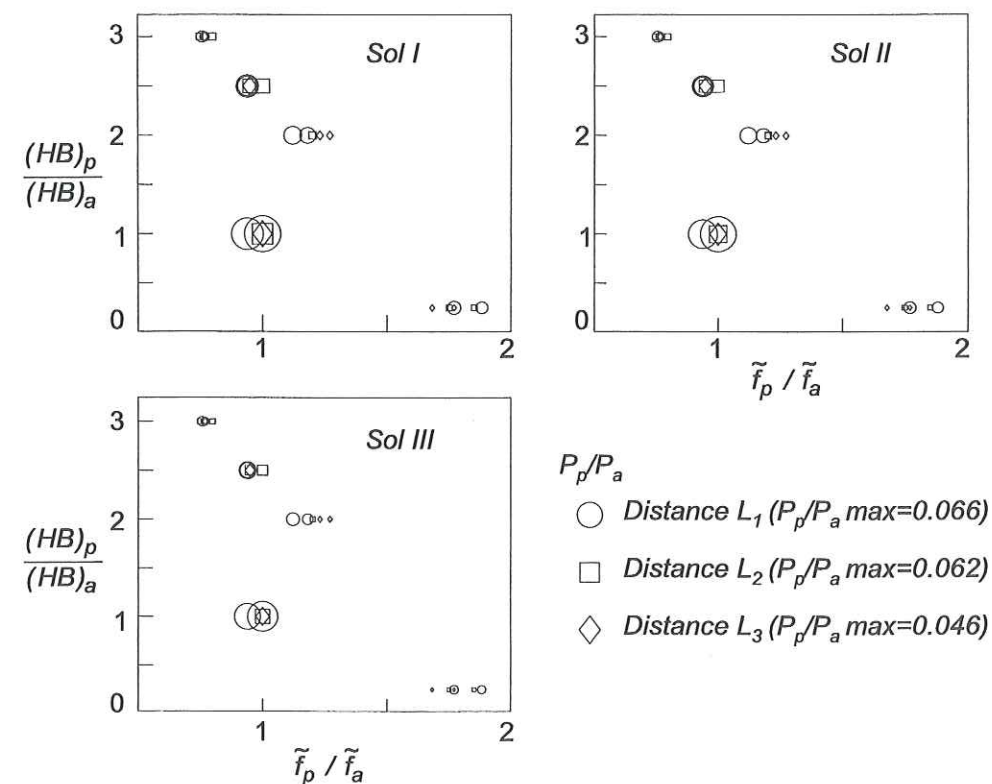 3
2
1
0
(HB)p
(HB)a
Sol I
1
2
3
2
1
0
Sol II
1
2
f̃p / f̃a
3
2
1
0
(HB)p
(HB)a
Sol III
1
2
f̃p / f̃a
Pp/Pa
Distance L1 (Pp/Pa max=0.066)
Distance L2 (Pp/Pa max=0.062)
Distance L3 (Pp/Pa max=0.046)